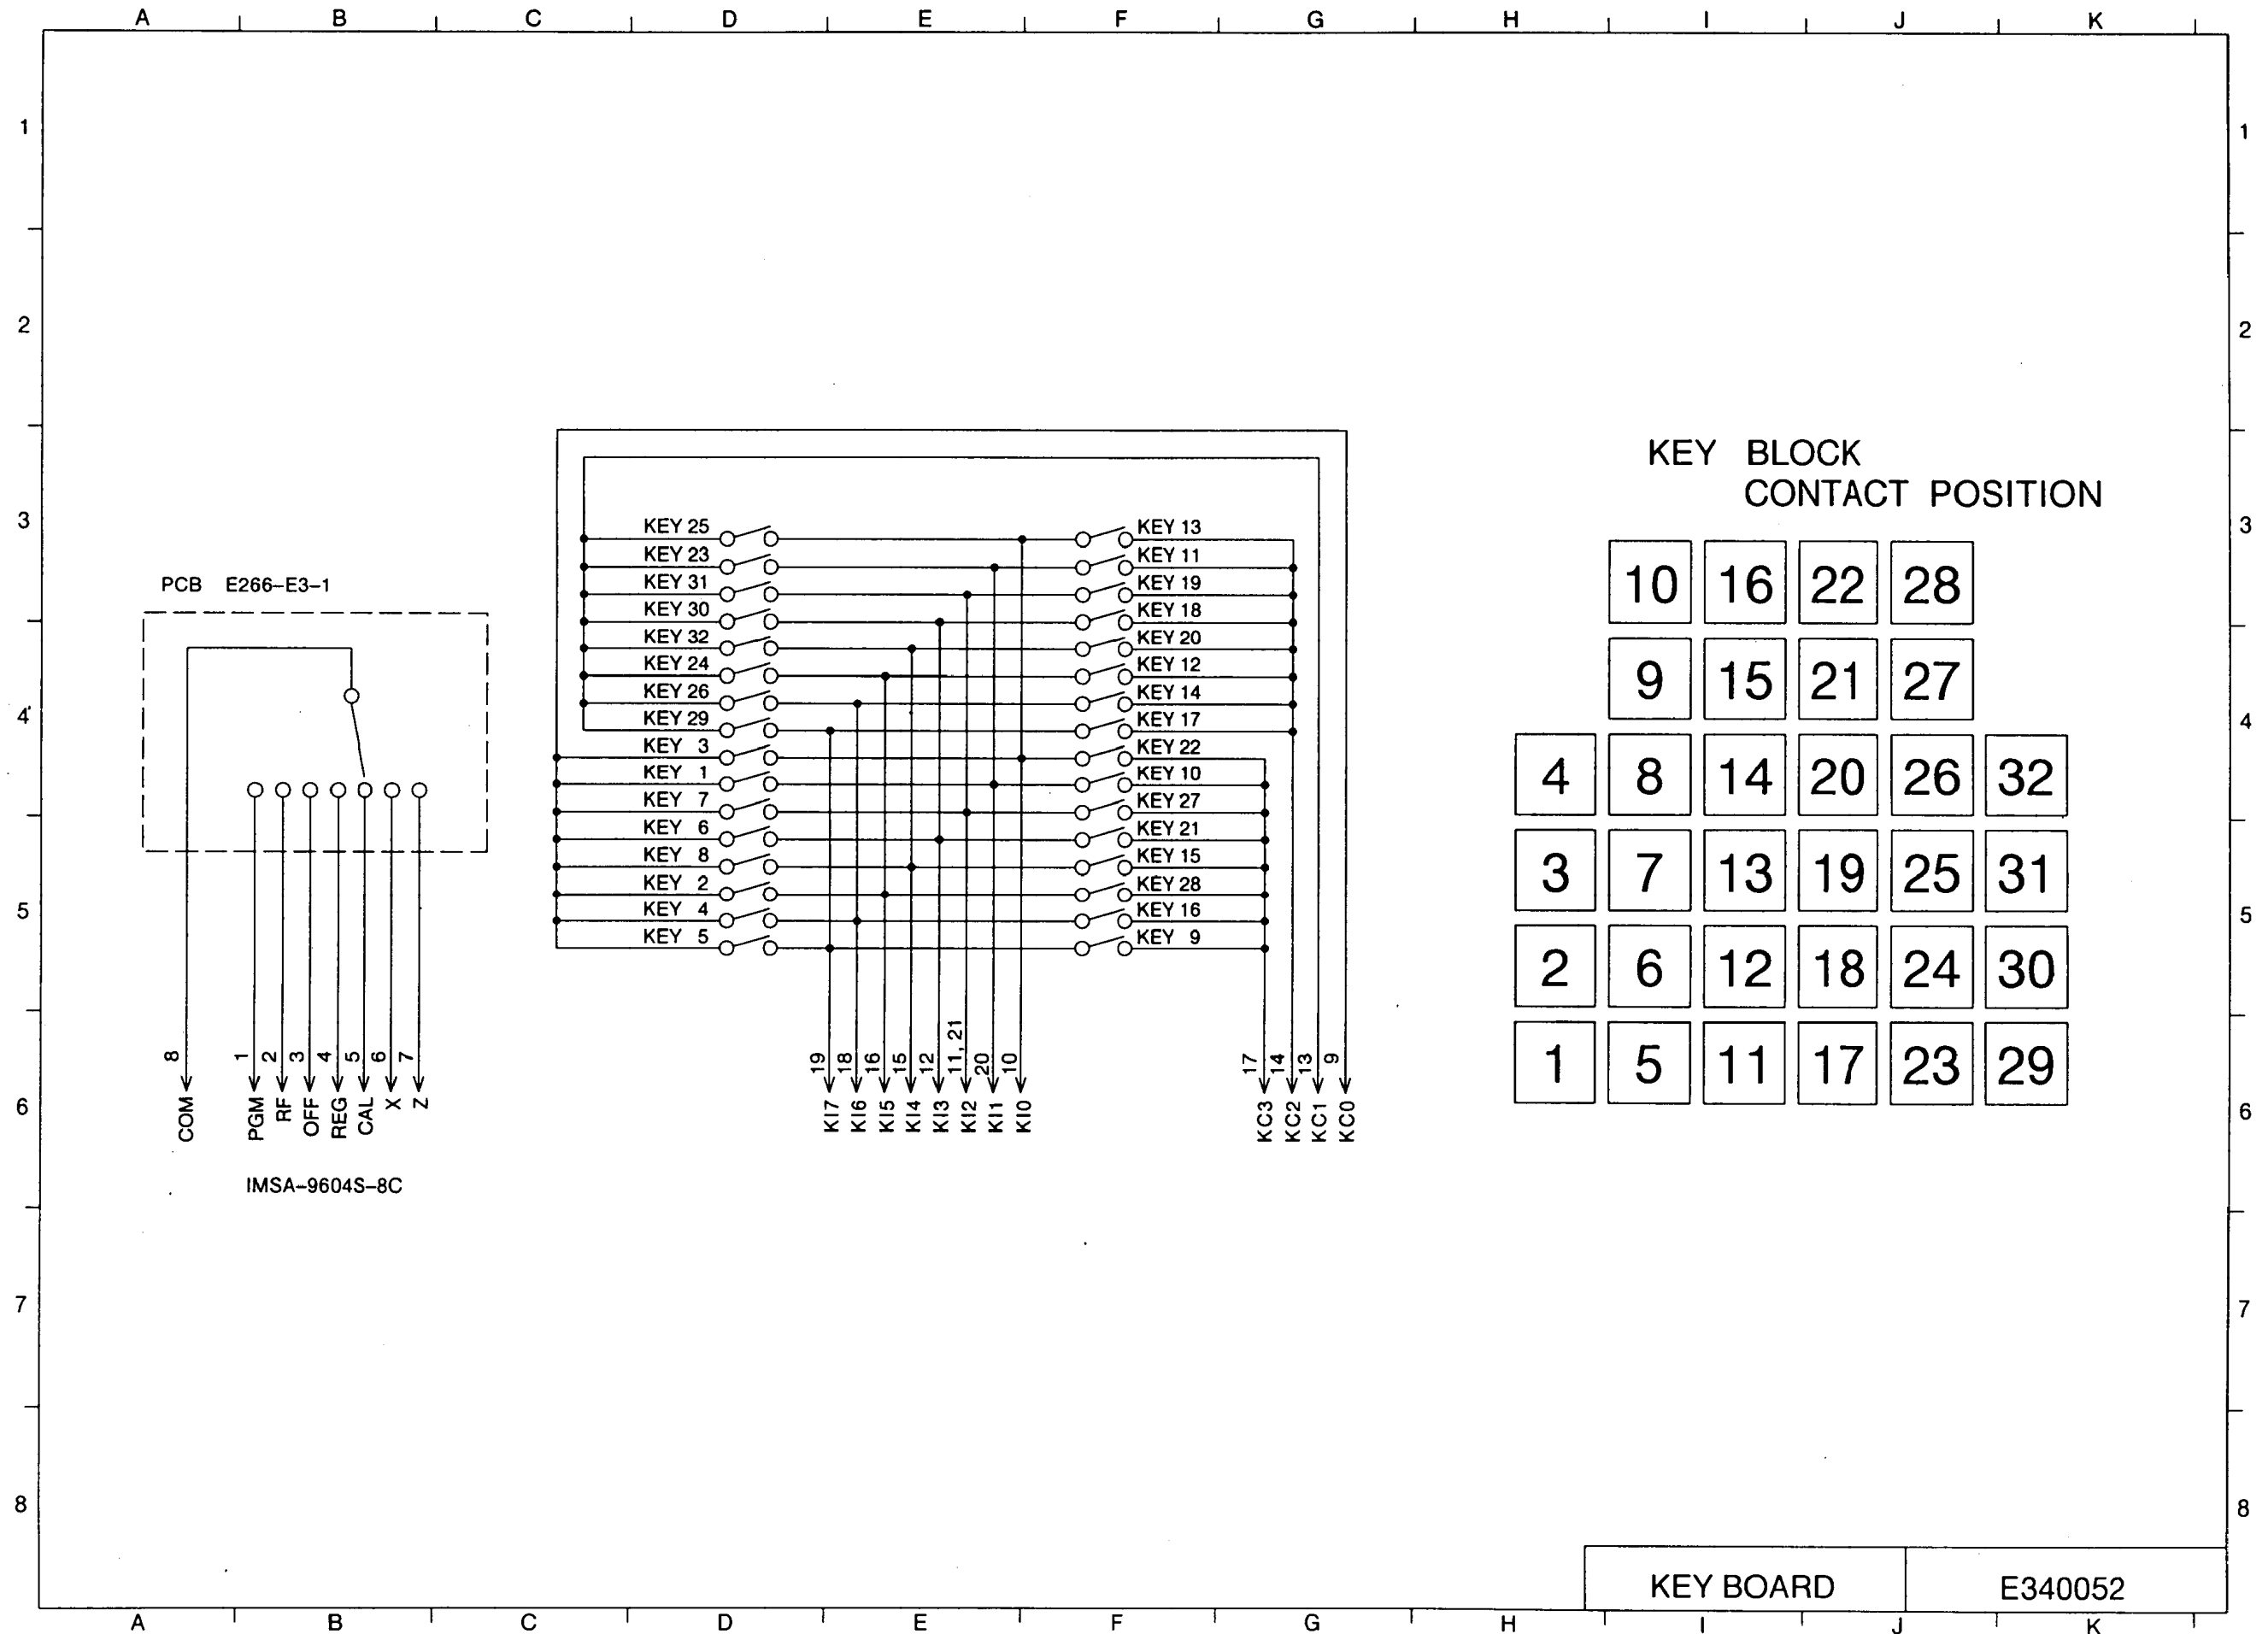 A B C D E F G H I J K
1 1
2 2
3 3
4 4
5 5
6 6
7 7
8 8
PCB E266-E3-1
8 1 2 3 4 5 6 7
COM PGM RF OFF REG CAL X Z
IMSA-9604S-8C
KEY 25 KEY 13
KEY 23 KEY 11
KEY 31 KEY 19
KEY 30 KEY 18
KEY 32 KEY 20
KEY 24 KEY 12
KEY 26 KEY 14
KEY 29 KEY 17
KEY 3 KEY 22
KEY 1 KEY 10
KEY 7 KEY 27
KEY 6 KEY 21
KEY 8 KEY 15
KEY 2 KEY 28
KEY 4 KEY 16
KEY 5 KEY 9
19 18 16 15 12 11, 21 20 10 17 14 13 9
KI7 KI6 KI5 KI4 KI3 KI2 KI1 KI0 KC3 KC2 KC1 KC0
KEY BLOCK
CONTACT POSITION
10 16 22 28
9 15 21 27
4 8 14 20 26 32
3 7 13 19 25 31
2 6 12 18 24 30
1 5 11 17 23 29
KEY BOARD E340052
A B C D E F G H I J K